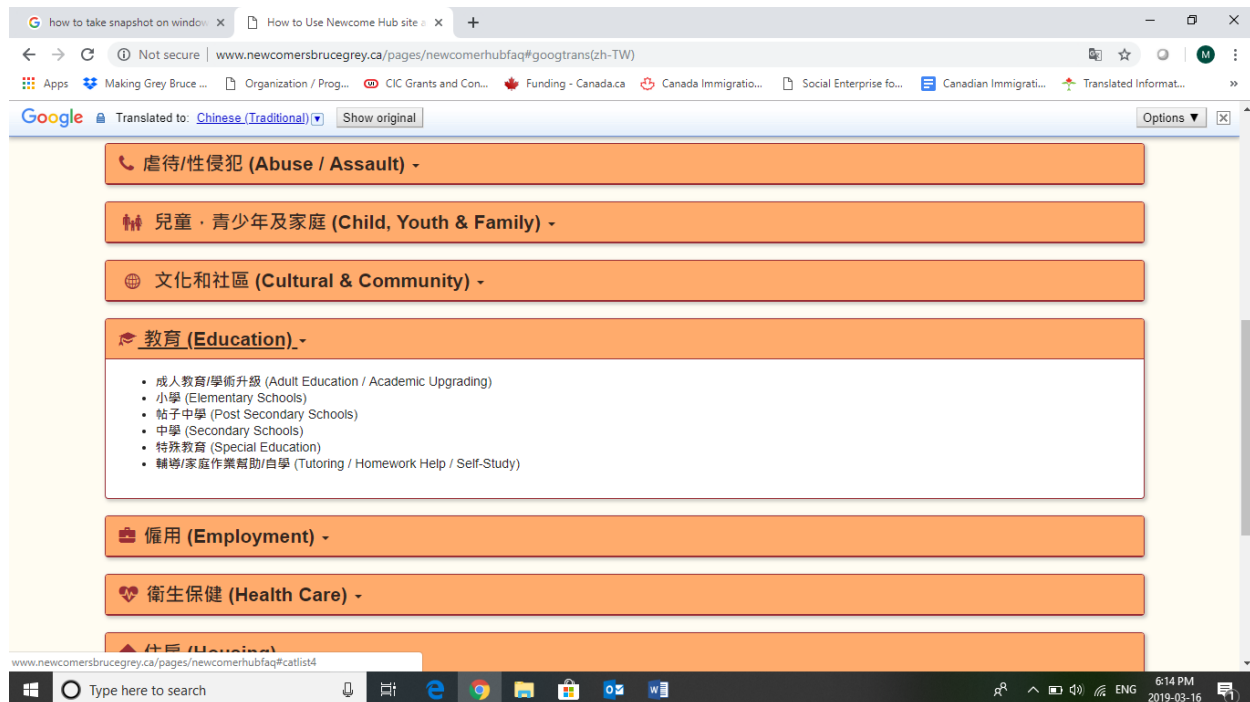 how to take snapshot on window
How to Use Newcome Hub site a
Not secure | www.newcomersbrucegrey.ca/pages/newcomerhubfaq#googtrans(zh-TW)
M
Apps Making Grey Bruce ... Organization / Prog... CIC Grants and Con... Funding - Canada.ca Canada Immigratio... Social Enterprise fo... Canadian Immigrati... Translated Informat... »
Google Translated to: Chinese (Traditional) Show original Options ▼
虐待/性侵犯 (Abuse / Assault)
兒童,青少年及家庭 (Child, Youth & Family)
文化和社區 (Cultural & Community)
教育 (Education)
• 成人教育/學術升級 (Adult Education / Academic Upgrading)
• 小學 (Elementary Schools)
• 帖子中學 (Post Secondary Schools)
• 中學 (Secondary Schools)
• 特殊教育 (Special Education)
• 輔導/家庭作業幫助/自學 (Tutoring / Homework Help / Self-Study)
僱用 (Employment)
衛生保健 (Health Care)
住房 (Housing)
www.newcomersbrucegrey.ca/pages/newcomerhubfaq#catlist4
Type here to search
ENG
6:14 PM
2019-03-16